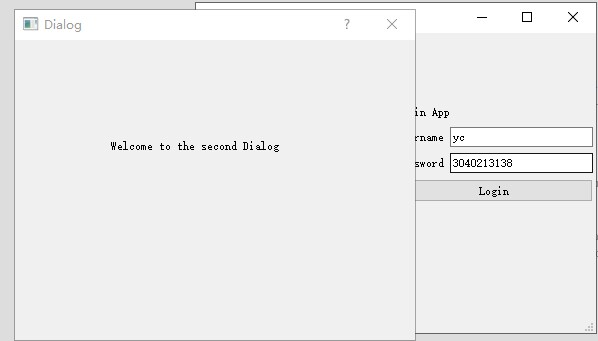 Dialog
?
Welcome to the second Dialog
in App
rname
yc
sword
3040213138
Login